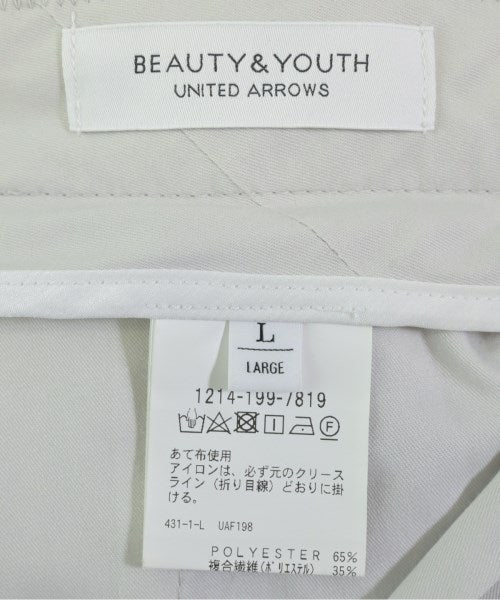 BEAUTY&YOUTH
UNITED ARROWS
L
LARGE
1214-199-7819
あて布使用
アイロンは、必ず元のクリース
ライン（折り目線）どおりに掛
ける。
431-1-L UAF198
POLYESTER 65%
複合繊維(ポリエステル) 35%